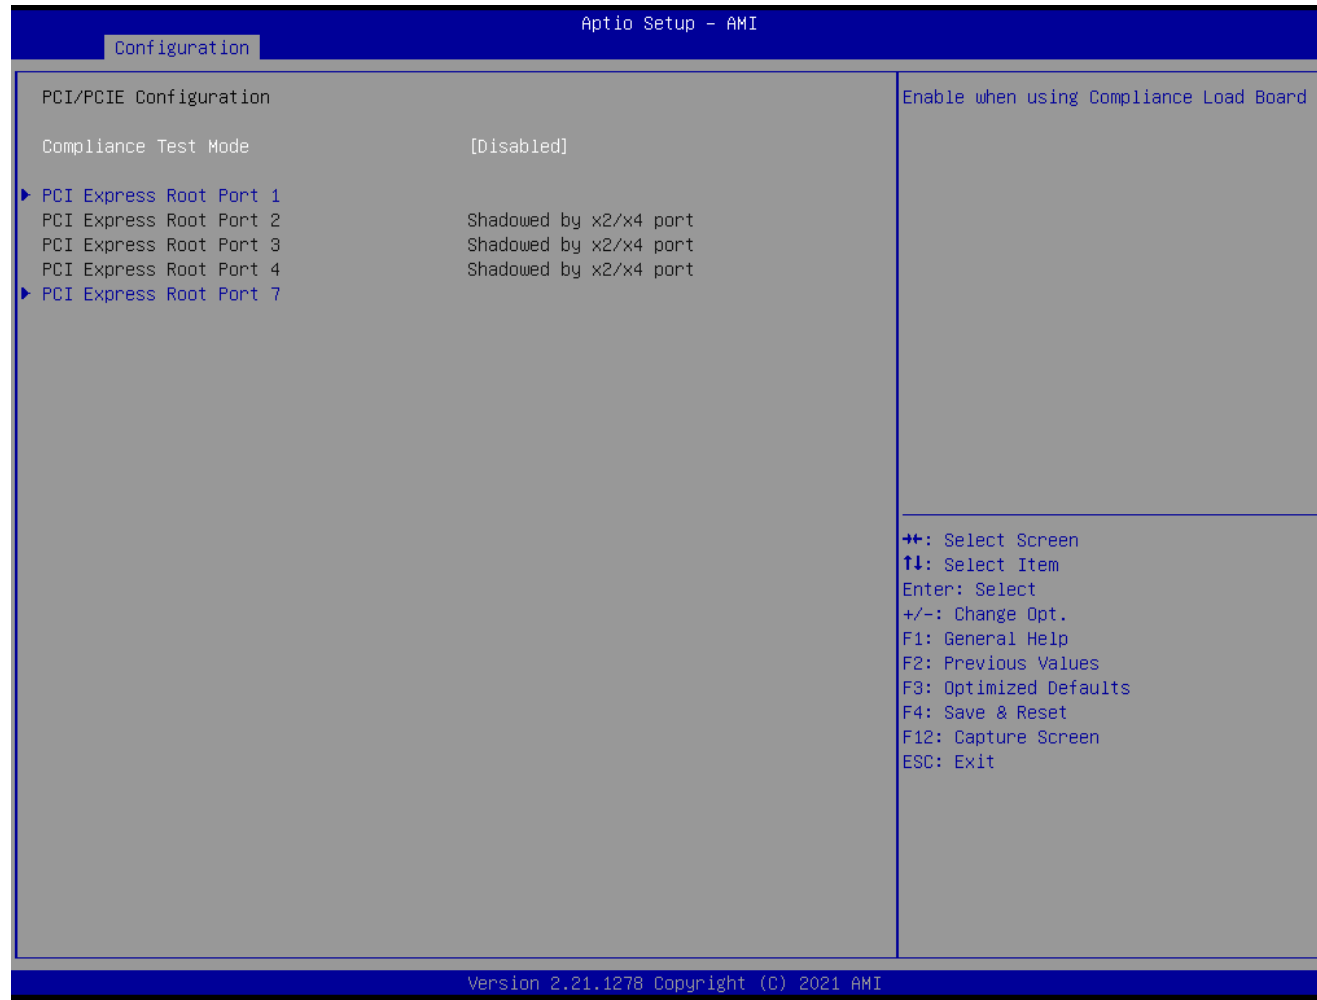 Aptio Setup – AMI
Configuration
PCI/PCIE Configuration
Compliance Test Mode [Disabled]
PCI Express Root Port 1
PCI Express Root Port 2 Shadowed by x2/x4 port
PCI Express Root Port 3 Shadowed by x2/x4 port
PCI Express Root Port 4 Shadowed by x2/x4 port
PCI Express Root Port 7
Enable when using Compliance Load Board
→←: Select Screen
↑↓: Select Item
Enter: Select
+/-: Change Opt.
F1: General Help
F2: Previous Values
F3: Optimized Defaults
F4: Save & Reset
F12: Capture Screen
ESC: Exit
Version 2.21.1278 Copyright (C) 2021 AMI